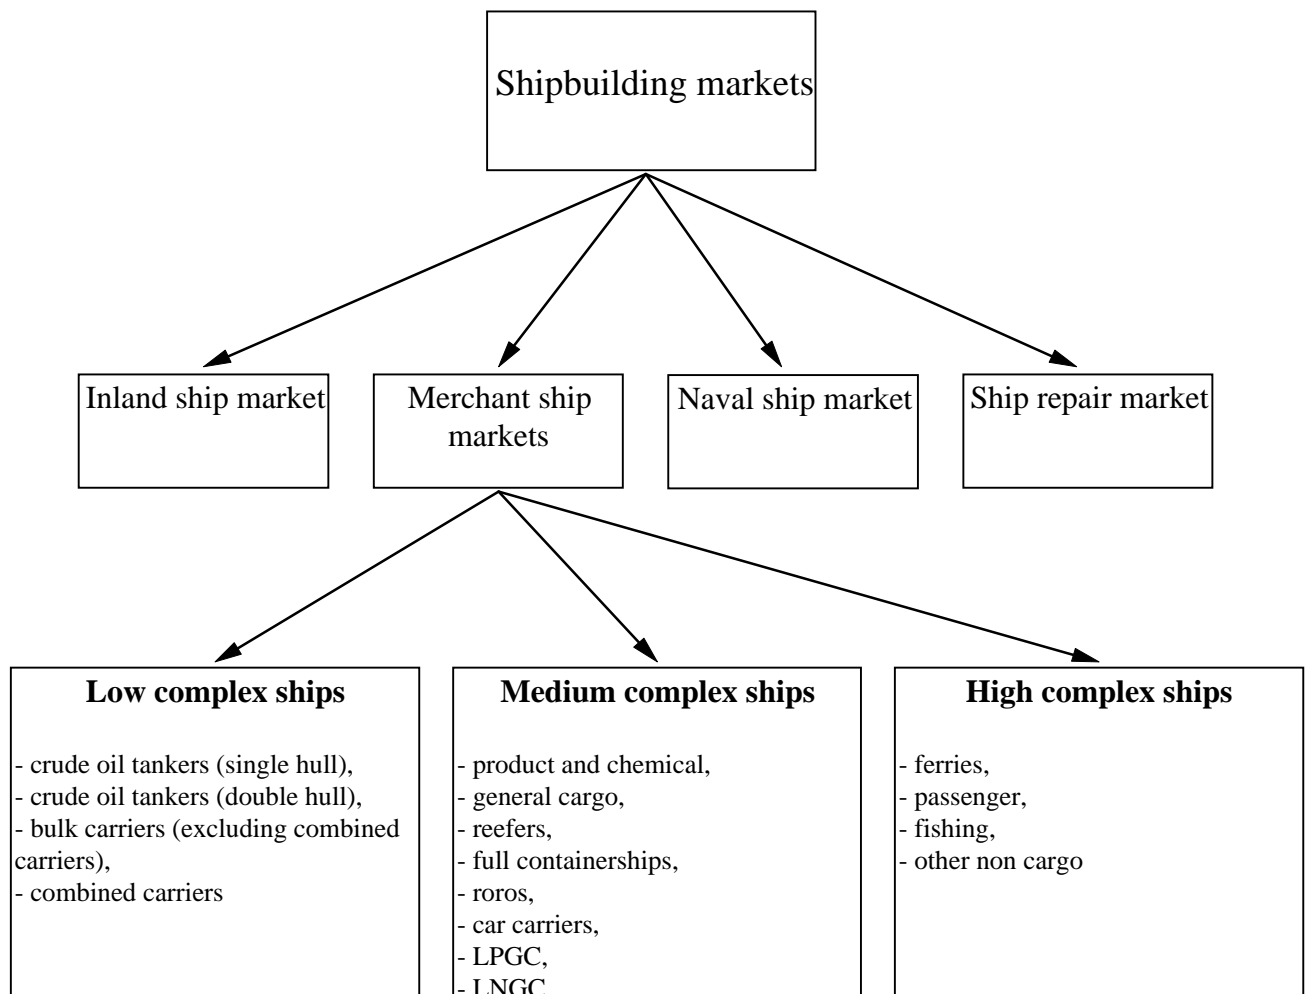 Shipbuilding markets
Inland ship market
Merchant ship
markets
Naval ship market
Ship repair market
Low complex ships
- crude oil tankers (single hull),
- crude oil tankers (double hull),
- bulk carriers (excluding combined
carriers),
- combined carriers
Medium complex ships
- product and chemical,
- general cargo,
- reefers,
- full containerships,
- roros,
- car carriers,
- LPGC,
- LNGC
High complex ships
- ferries,
- passenger,
- fishing,
- other non cargo